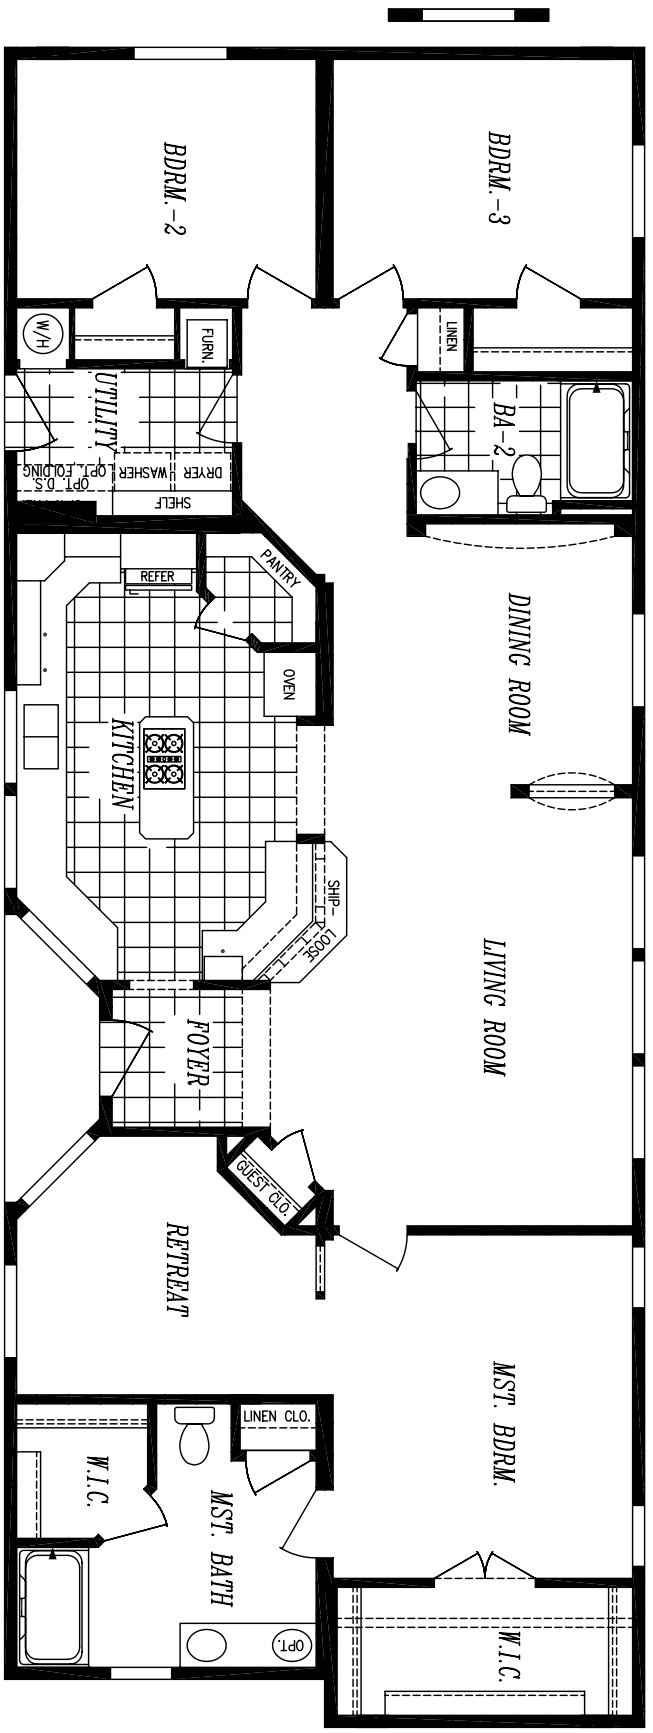 BDRM.-2
BDRM.-3
W/H
FURN.
LINEN
UTILITY
BA-2
OPT. FOLDING
OPT. D.S.
WASHER
DRYER
SHELF
REFER
PANTRY
OVEN
DINING ROOM
KITCHEN
SHIP-
LOOSE
LIVING ROOM
FOYER
GUEST CLO.
RETREAT
MST. BDRM.
LINEN CLO.
W.I.C.
MST. BATH
OPT.
W.I.C.